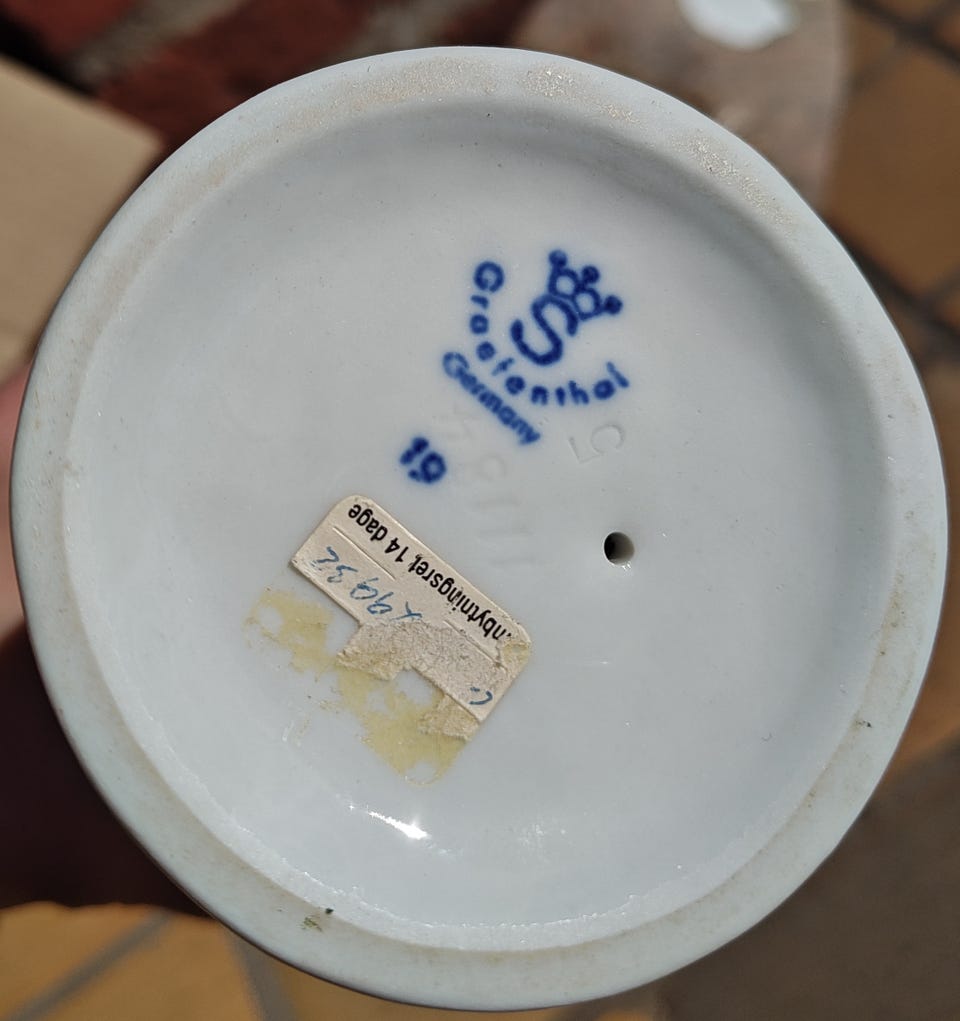 S
Graefenthal
Germany
19
5
nbytningsret 14 dage